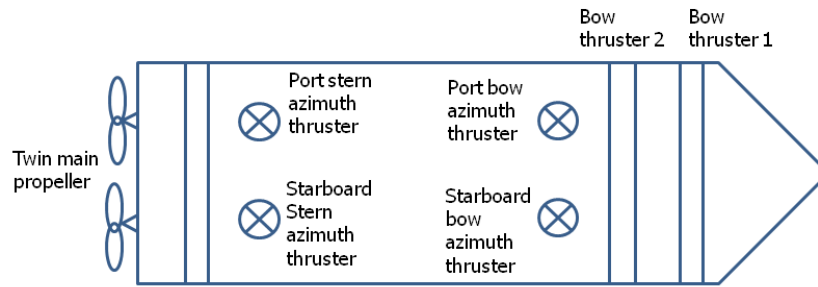 Bow
thruster 2
Bow
thruster 1
Port stern
azimuth
thruster
Port bow
azimuth
thruster
Twin main
propeller
Starboard
Stern
azimuth
thruster
Starboard
bow
azimuth
thruster